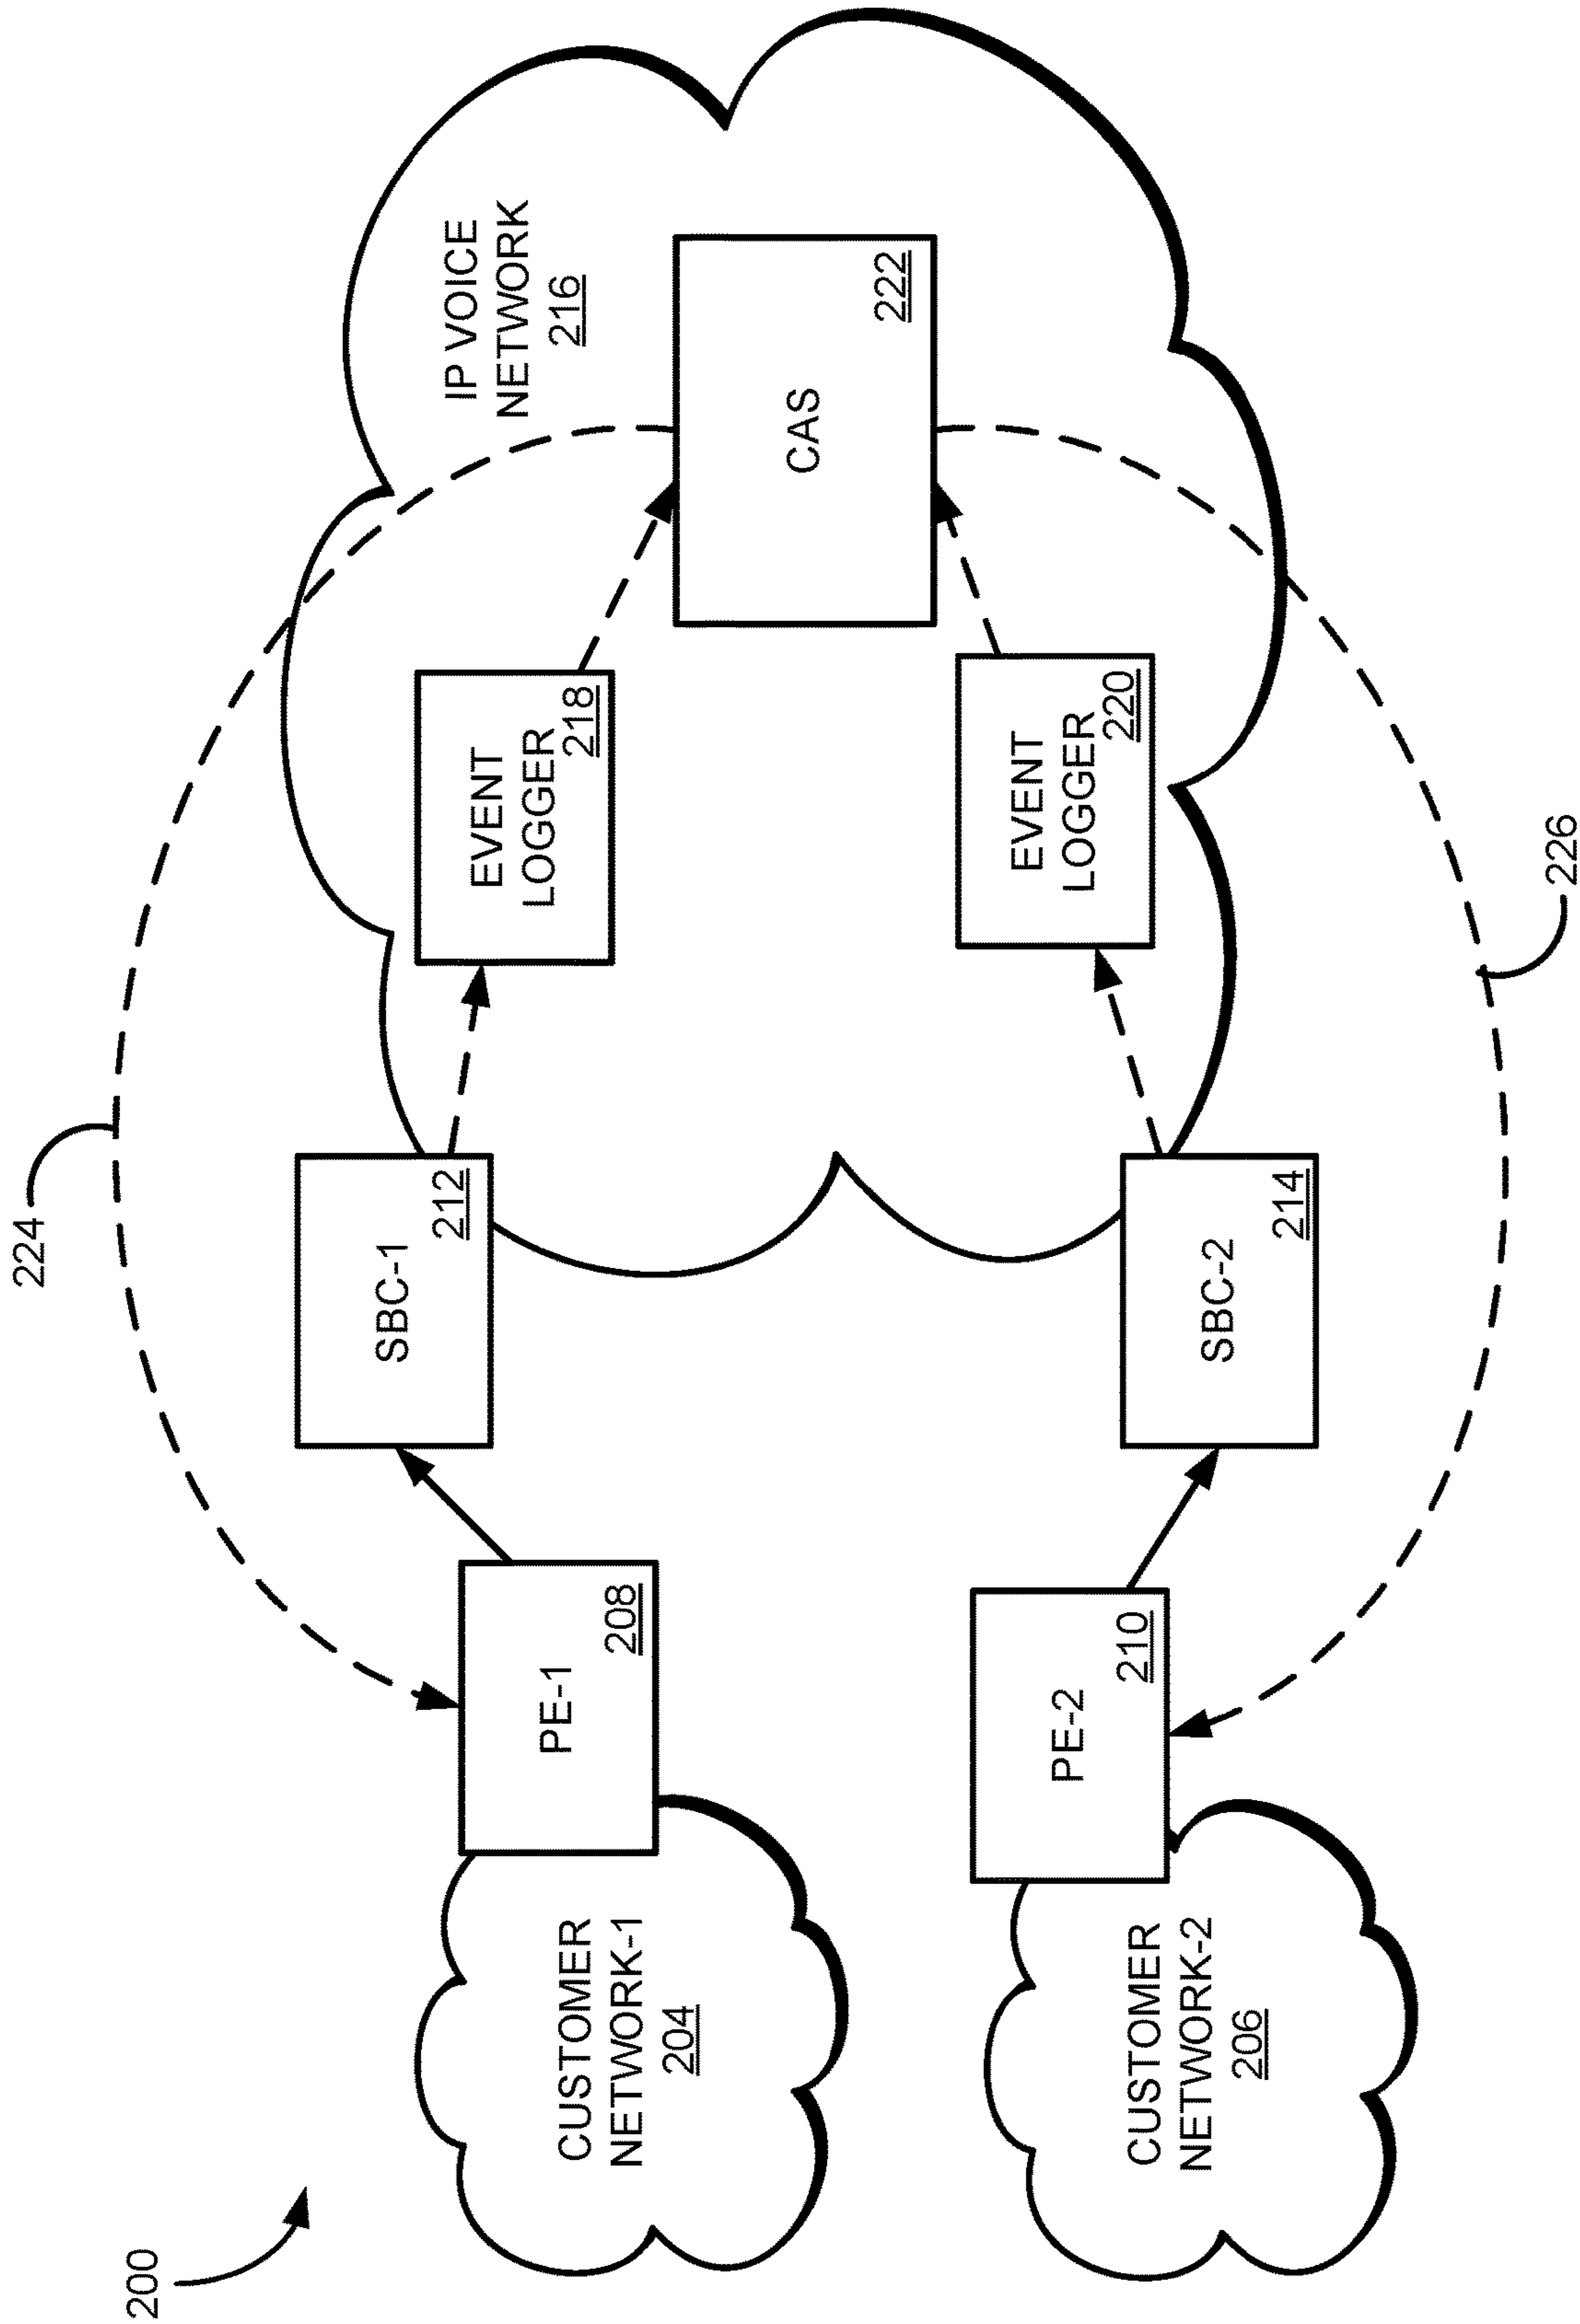 200
224
CUSTOMER
NETWORK-1
204
PE-1
208
SBC-1
212
EVENT
LOGGER
218
IP VOICE
NETWORK
216
CAS
222
CUSTOMER
NETWORK-2
206
PE-2
210
SBC-2
214
EVENT
LOGGER
220
226